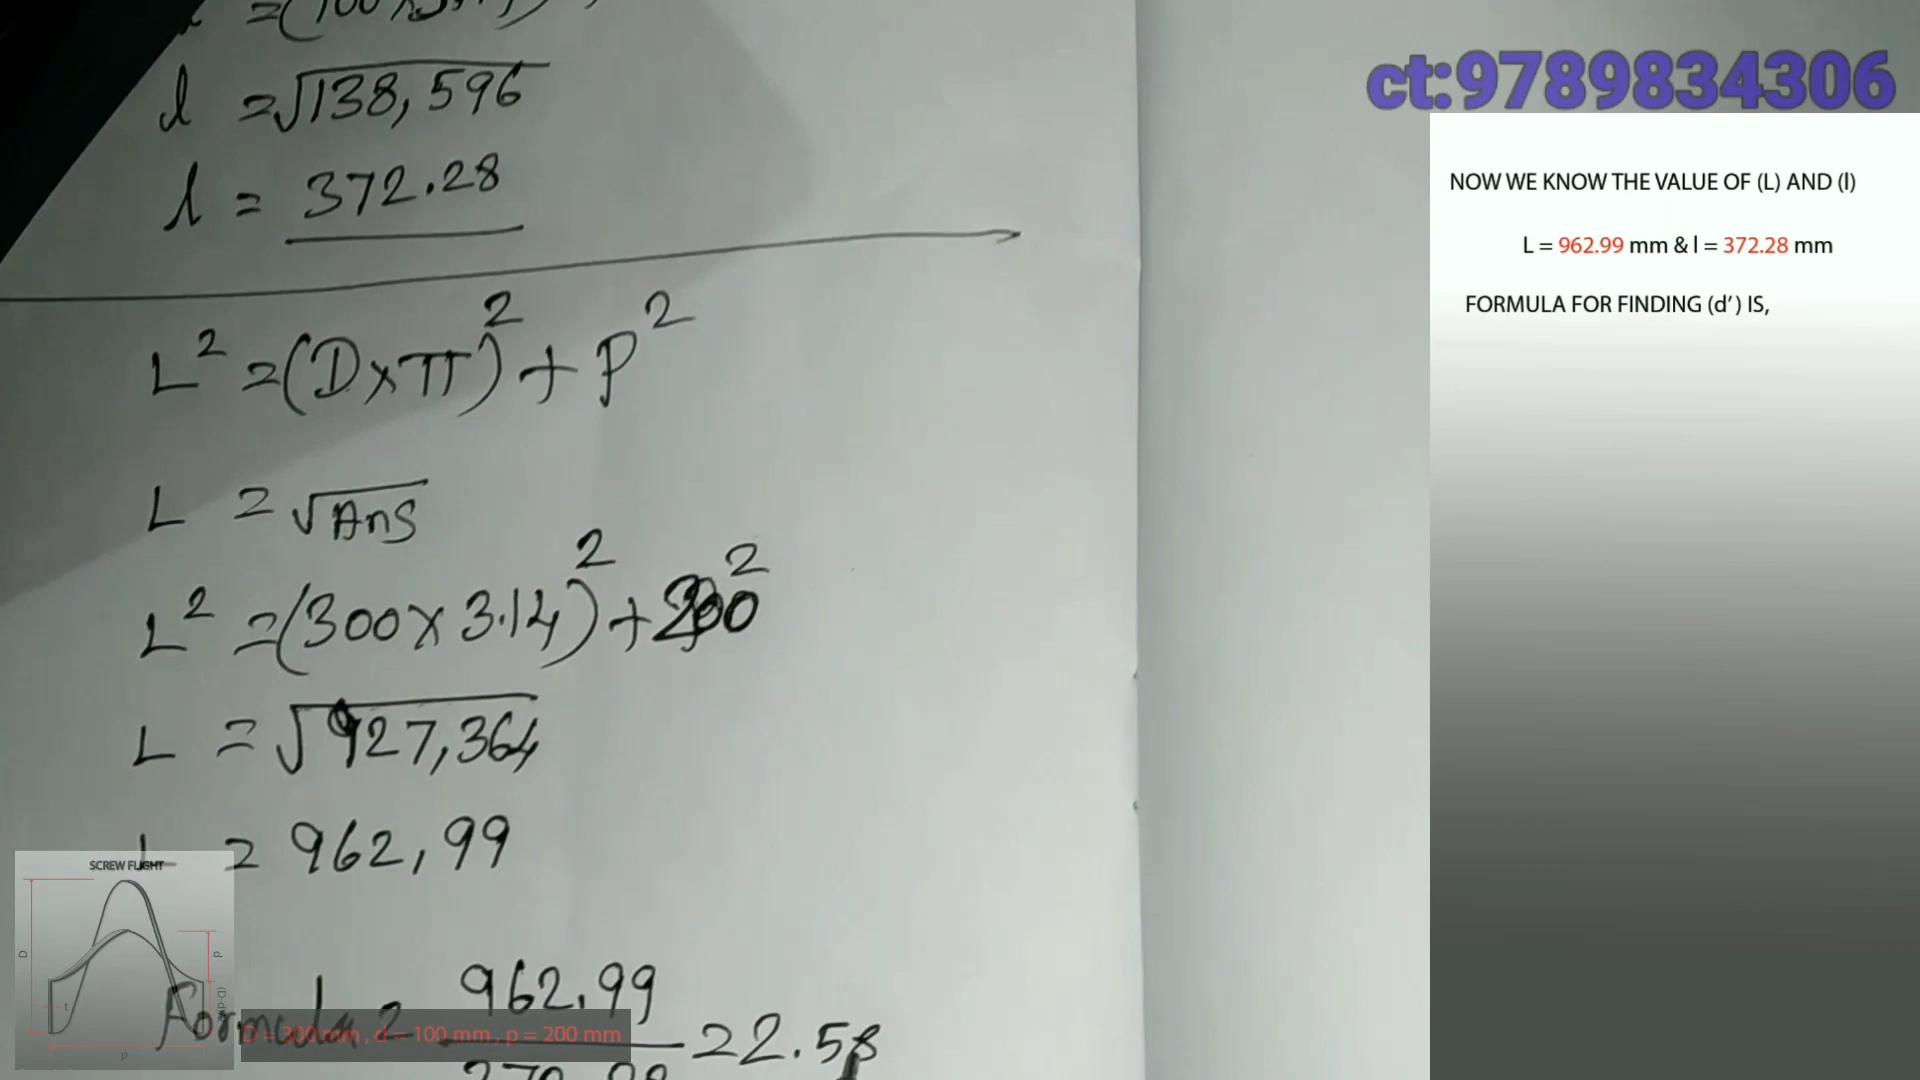 ct:9789834306
l =√138,596
l = 372.28
L² =(D×π)² + P²
L = √Ans
L² =(300×3.14)² + 200²
L = √927,364
L = 962,99
Formula = 962.99 = 2.58
NOW WE KNOW THE VALUE OF (L) AND (l)
L = 962.99 mm & l = 372.28 mm
FORMULA FOR FINDING (d') IS,
SCREW FLIGHT
D
d
t
p
D = 300 mm , d = 100 mm , p = 200 mm